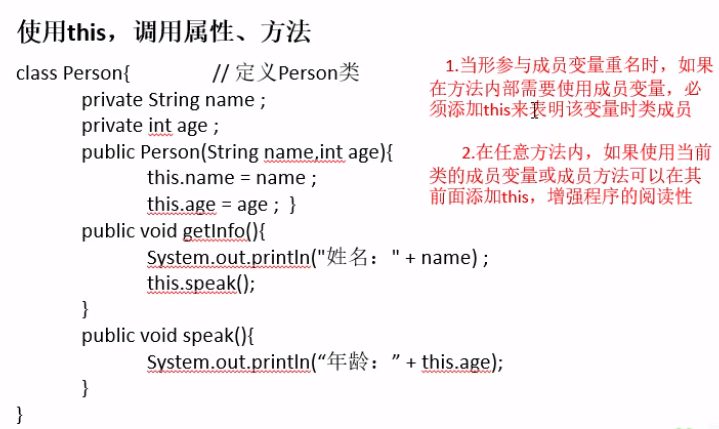 使用this，调用属性、方法
class Person{ // 定义Person类
private String name ;
private int age ;
public Person(String name,int age){
this.name = name ;
this.age = age ; }
public void getInfo(){
System.out.println("姓名：" + name) ;
this.speak();
}
public void speak(){
System.out.println(“年龄：” + this.age);
}
}
1.当形参与成员变量重名时，如果
在方法内部需要使用成员变量，必
须添加this来表明该变量时类成员
2.在任意方法内，如果使用当前
类的成员变量或成员方法可以在其
前面添加this，增强程序的阅读性